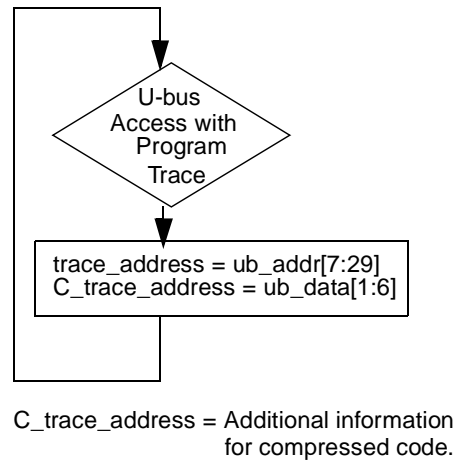 U-bus
Access with
Program
Trace
trace_address = ub_addr[7:29]
C_trace_address = ub_data[1:6]
C_trace_address = Additional information
for compressed code.